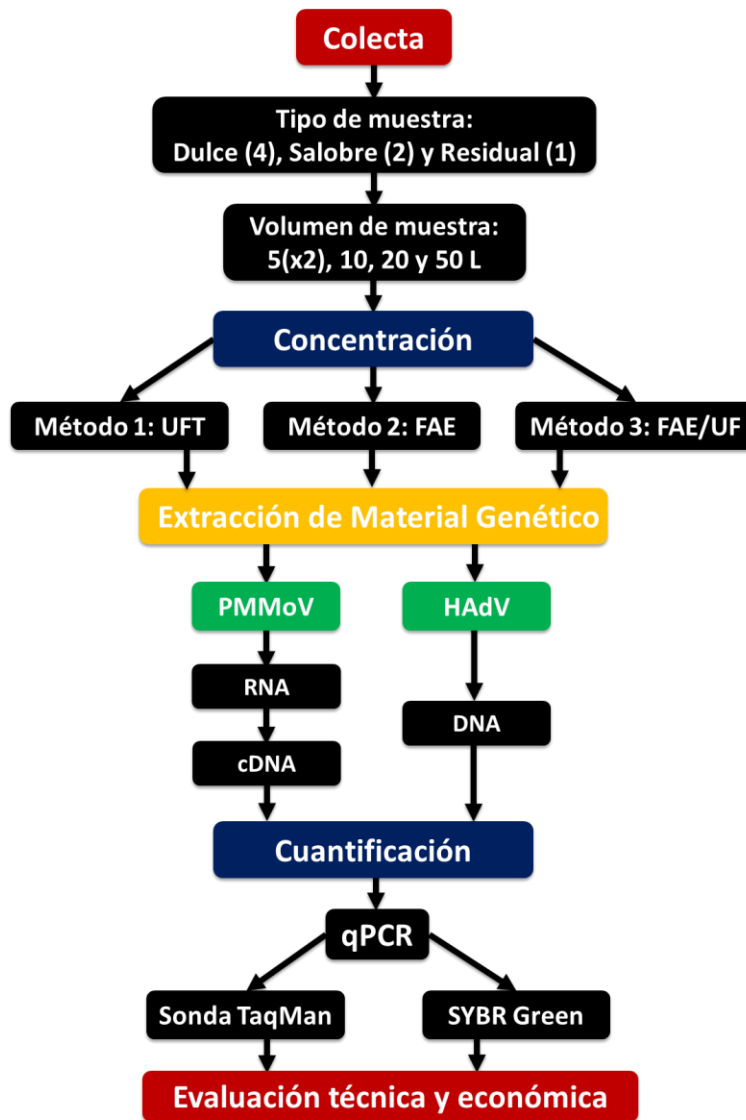 Colecta
Tipo de muestra:
Dulce (4), Salobre (2) y Residual (1)
Volumen de muestra:
5(x2), 10, 20 y 50 L
Concentración
Método 1: UFT
Método 2: FAE
Método 3: FAE/UF
Extracción de Material Genético
PMMoV
HAdV
RNA
DNA
cDNA
Cuantificación
qPCR
Sonda TaqMan
SYBR Green
Evaluación técnica y económica